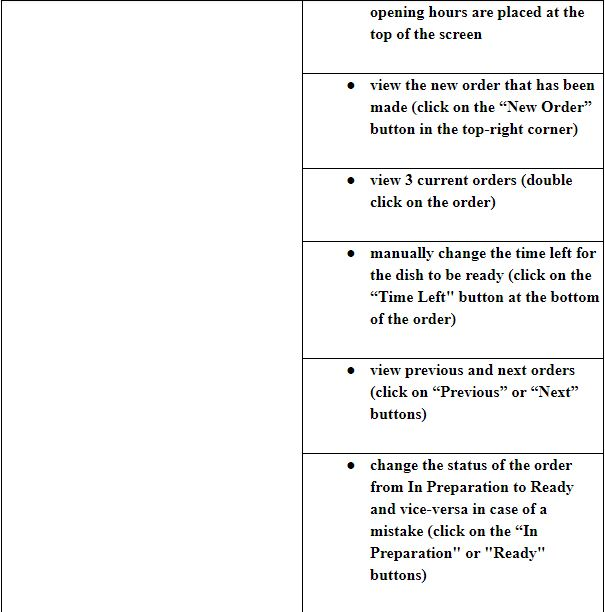 opening hours are placed at the
top of the screen
● view the new order that has been
made (click on the “New Order”
button in the top-right corner)
● view 3 current orders (double
click on the order)
● manually change the time left for
the dish to be ready (click on the
“Time Left" button at the bottom
of the order)
● view previous and next orders
(click on “Previous” or “Next”
buttons)
● change the status of the order
from In Preparation to Ready
and vice-versa in case of a
mistake (click on the “In
Preparation" or "Ready"
buttons)